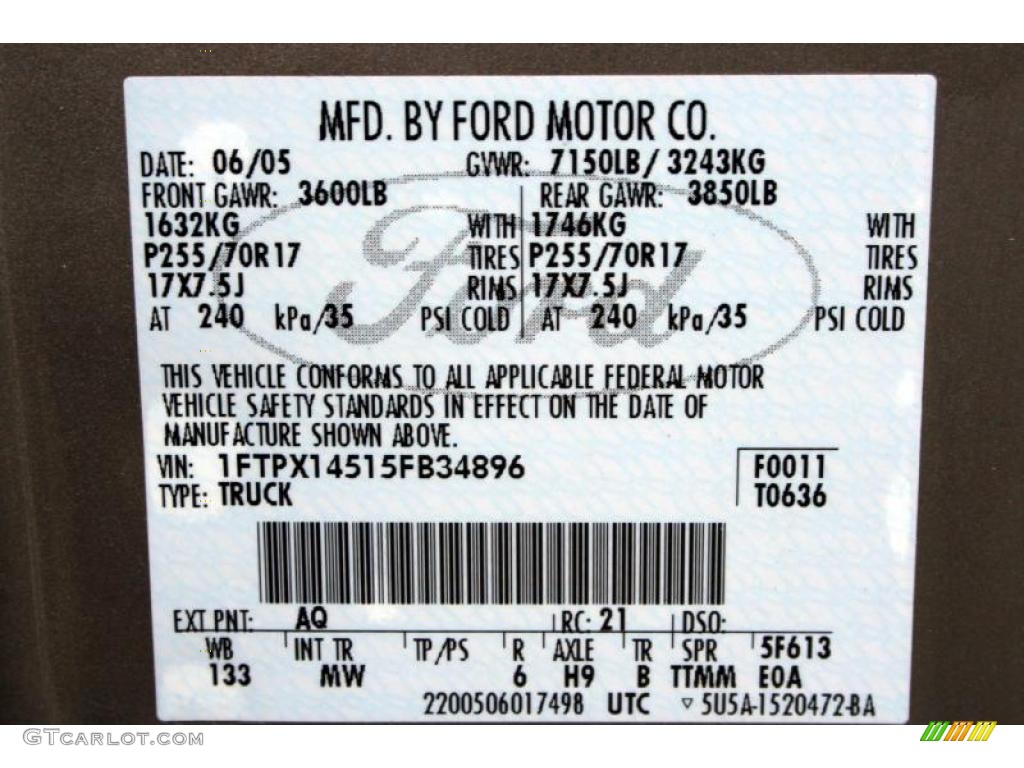 MFD. BY FORD MOTOR CO.
DATE: 06/05 GVWR: 7150LB/ 3243KG
FRONT GAWR: 3600LB REAR GAWR: 3850LB
1632KG WITH 1746KG WITH
P255/70R17 TIRES P255/70R17 TIRES
17X7.5J RIMS 17X7.5J RIMS
AT 240 kPa/35 PSI COLD AT 240 kPa/35 PSI COLD
Ford
THIS VEHICLE CONFORMS TO ALL APPLICABLE FEDERAL MOTOR
VEHICLE SAFETY STANDARDS IN EFFECT ON THE DATE OF
MANUFACTURE SHOWN ABOVE.
VIN: 1FTPX14515FB34896 F0011
TYPE: TRUCK T0636
EXT PNT: AQ RC: 21 DSO:
WB INT TR TP/PS R AXLE TR SPR 5F613
133 MW 6 H9 B TTMM EOA
2200506017498 UTC ▽ 5U5A-1520472-BA
GTCarLot.com